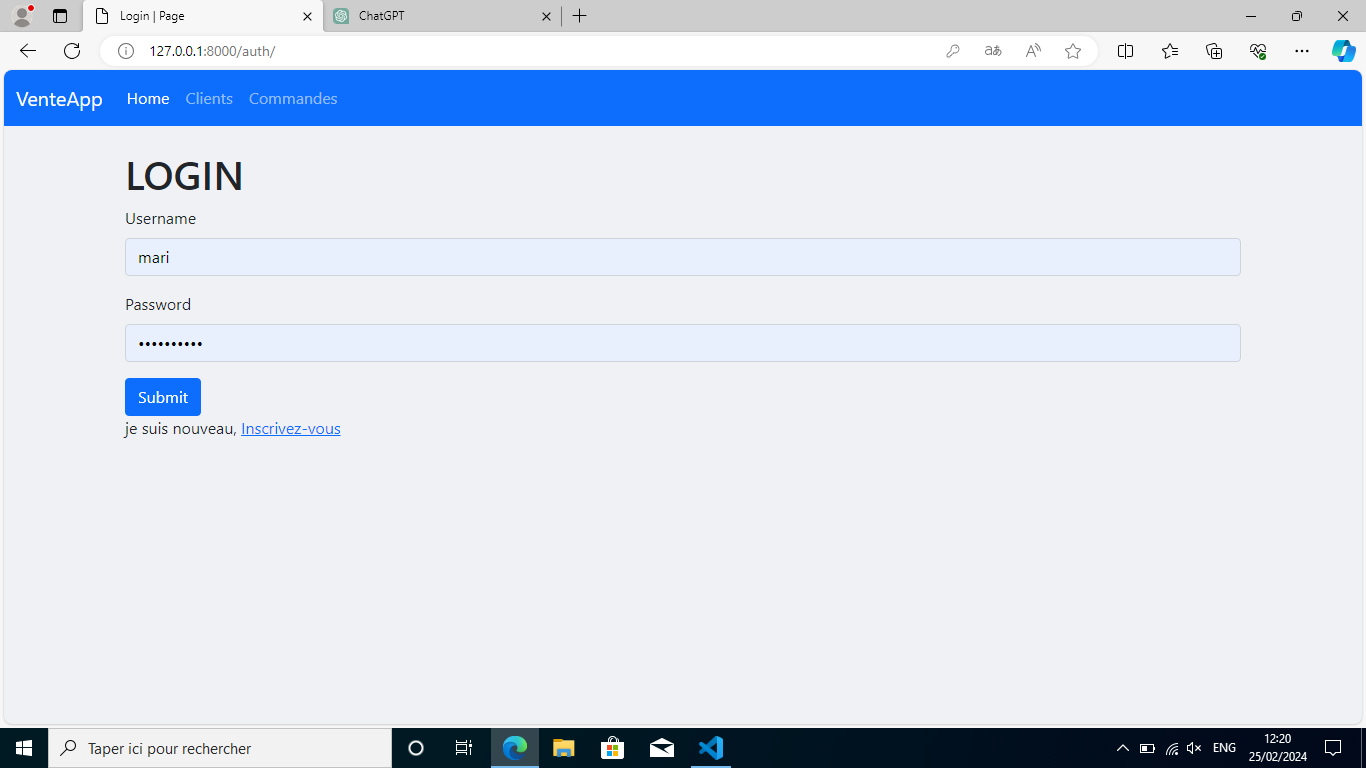 Login | Page
ChatGPT
127.0.0.1:8000/auth/
VenteApp Home Clients Commandes
LOGIN
Username
mari
Password
••••••••••
Submit
je suis nouveau, Inscrivez-vous
Taper ici pour rechercher
ENG
12:20
25/02/2024